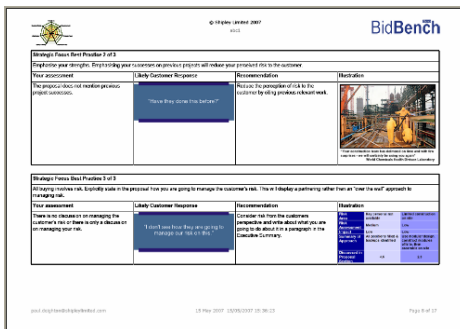 © Shipley Limited 2007
BidBench
Strategic Focus Best Practice 2 of 3
Emphasise your strengths. Emphasising your successes on previous projects will reduce your perceived risk to the customer.
Your assessment
Likely Customer Response
Recommendation
Illustration
The proposal does not mention previous
project successes.
"Have they done this before?"
Reduce the perception of risk to the
customer by citing previous relevant work.
Strategic Focus Best Practice 3 of 3
All buying involves risk. Explicitly state in the proposal how you are going to manage the customer's risk. This will display a partnering rather than an "over the wall" approach to
managing risk.
Your assessment
Likely Customer Response
Recommendation
Illustration
There is no discussion on managing the
customer's risk or there is only a discussion
on managing your risk.
"I don't see how they are going to
manage our risk on this."
Consider risk from the customers
perspective and write about what you are
going to do about it in a paragraph in the
Executive Summary.
15 May 2007
Page 9 of 17